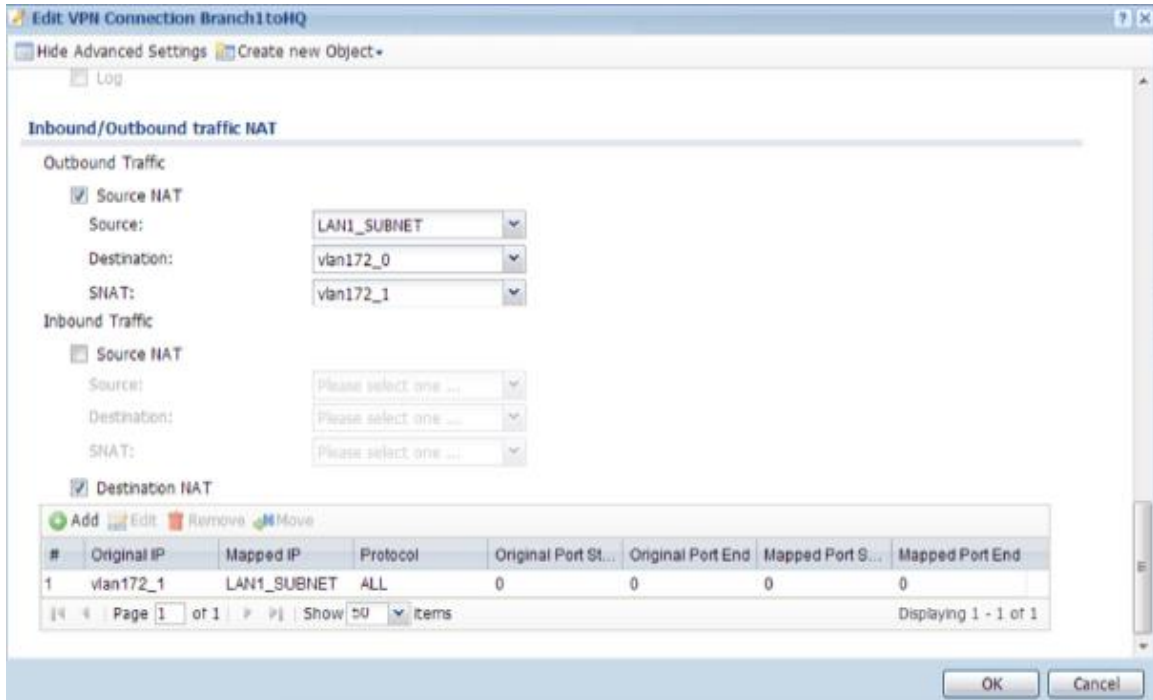 Edit VPN Connection Branch1toHQ
Hide Advanced Settings Create new Object
Log
Inbound/Outbound traffic NAT
Outbound Traffic
Source NAT
Source: LAN1_SUBNET
Destination: vlan172_0
SNAT: vlan172_1
Inbound Traffic
Source NAT
Source: Please select one ...
Destination: Please select one ...
SNAT: Please select one ...
Destination NAT
Add Edit Remove Move
# Original IP Mapped IP Protocol Original Port St... Original Port End Mapped Port S... Mapped Port End
1 vlan172_1 LAN1_SUBNET ALL 0 0 0 0
Page 1 of 1 Show 50 items Displaying 1 - 1 of 1
OK Cancel